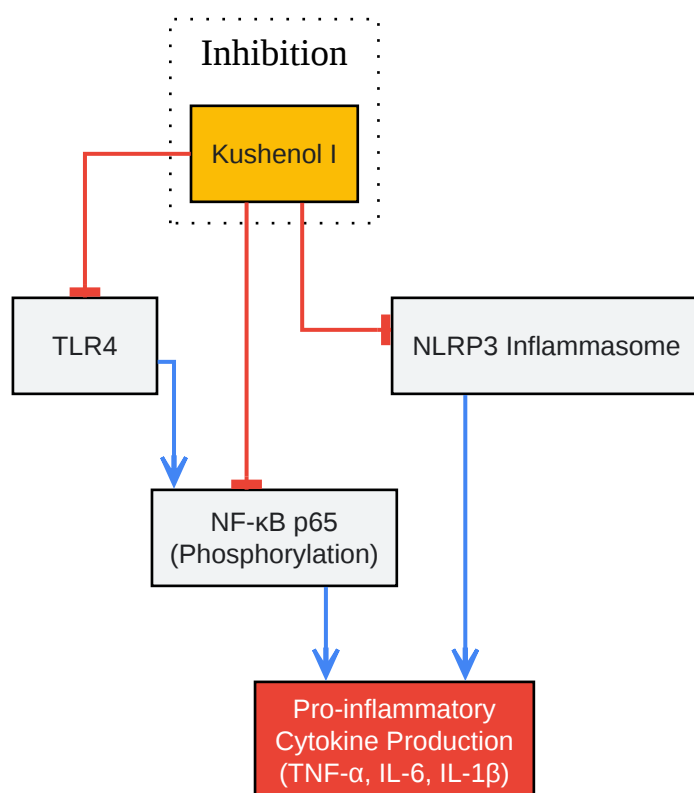 Inhibition
Kushenol I
TLR4
NLRP3 Inflammasome
NF-κB p65
(Phosphorylation)
Pro-inflammatory
Cytokine Production
(TNF-α, IL-6, IL-1β)